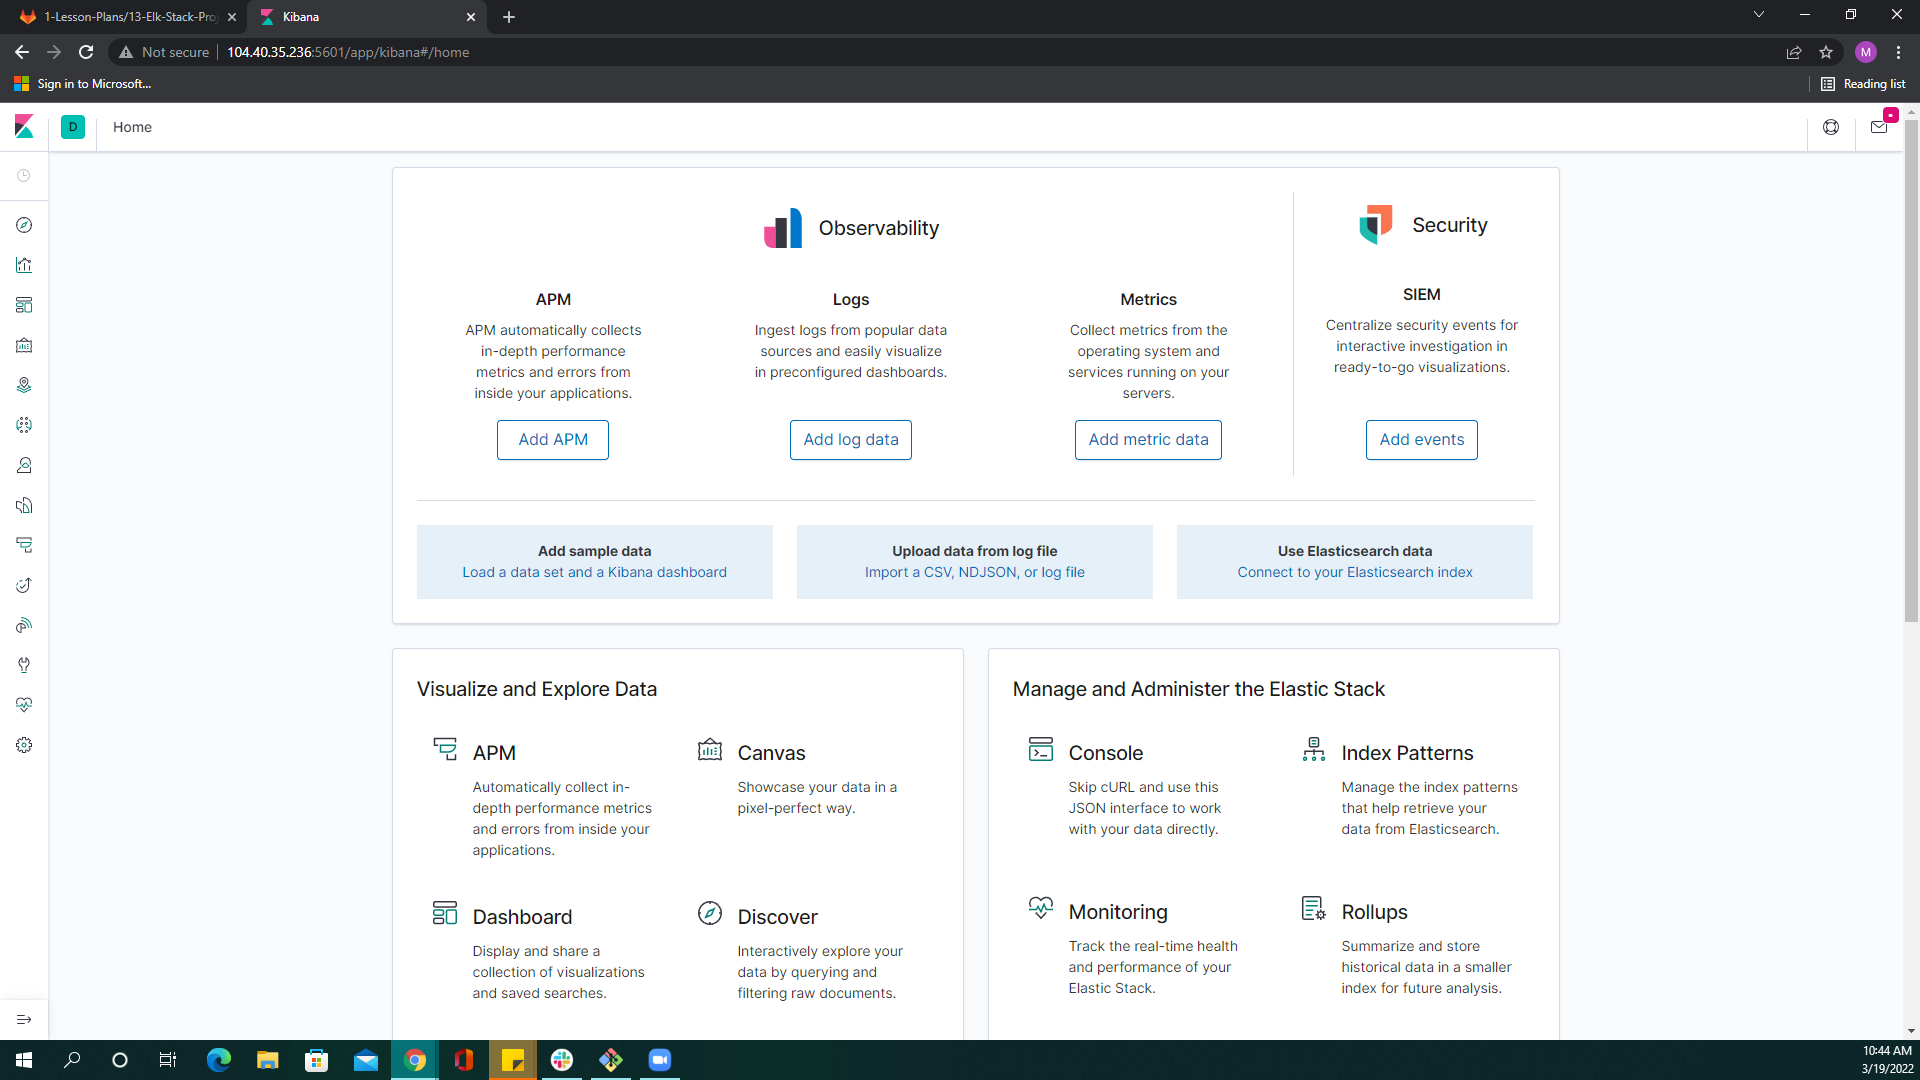 1-Lesson-Plans/13-Elk-Stack-Proj
Kibana
Not secure
104.40.35.236:5601/app/kibana#/home
M
Sign in to Microsoft...
Reading list
D
Home
Observability
Security
APM
APM automatically collects
in-depth performance
metrics and errors from
inside your applications.
Add APM
Logs
Ingest logs from popular data
sources and easily visualize
in preconfigured dashboards.
Add log data
Metrics
Collect metrics from the
operating system and
services running on your
servers.
Add metric data
SIEM
Centralize security events for
interactive investigation in
ready-to-go visualizations.
Add events
Add sample data
Load a data set and a Kibana dashboard
Upload data from log file
Import a CSV, NDJSON, or log file
Use Elasticsearch data
Connect to your Elasticsearch index
Visualize and Explore Data
APM
Automatically collect in-
depth performance metrics
and errors from inside your
applications.
Canvas
Showcase your data in a
pixel-perfect way.
Dashboard
Display and share a
collection of visualizations
and saved searches.
Discover
Interactively explore your
data by querying and
filtering raw documents.
Manage and Administer the Elastic Stack
Console
Skip cURL and use this
JSON interface to work
with your data directly.
Index Patterns
Manage the index patterns
that help retrieve your
data from Elasticsearch.
Monitoring
Track the real-time health
and performance of your
Elastic Stack.
Rollups
Summarize and store
historical data in a smaller
index for future analysis.
10:44 AM
3/19/2022